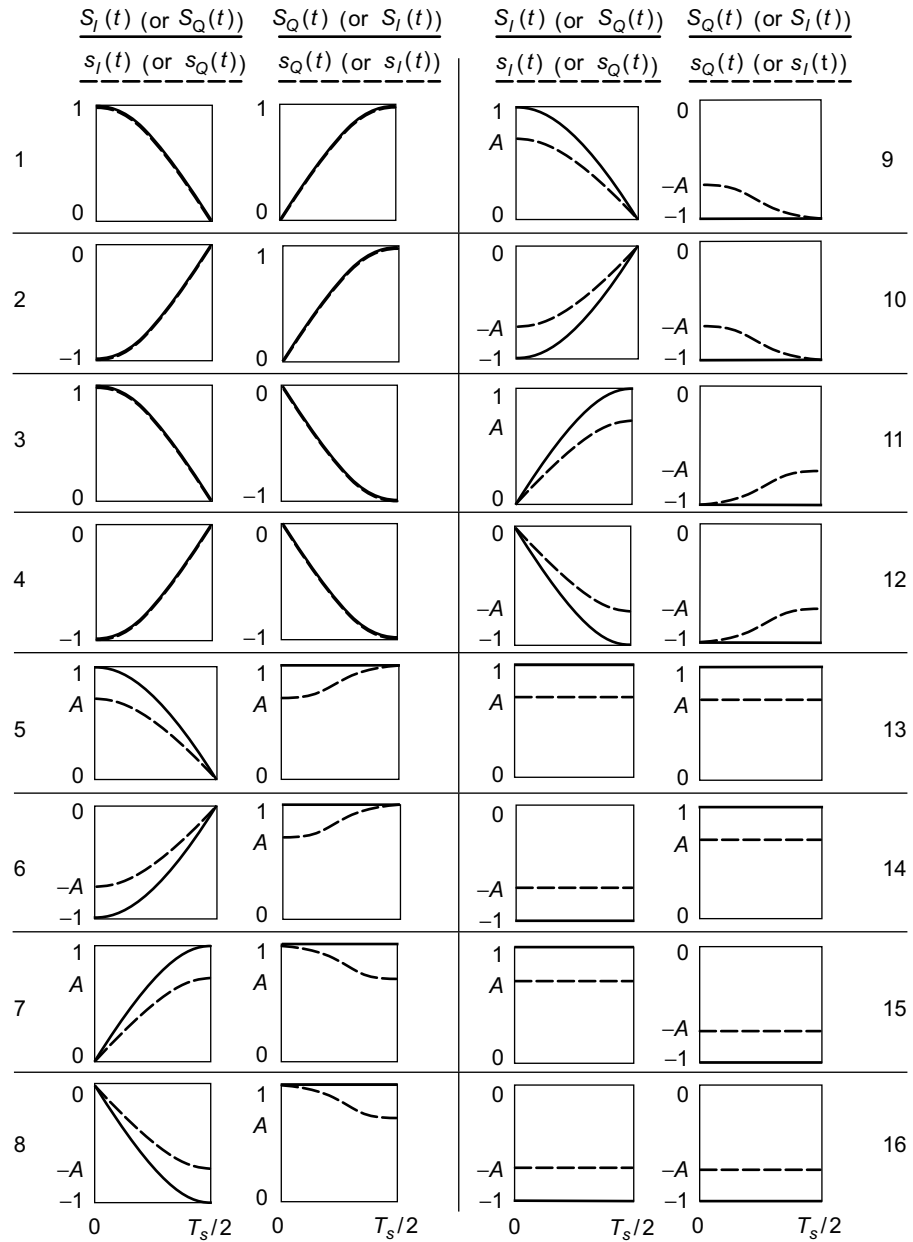 S_I(t) (or S_Q(t)) S_Q(t) (or S_I(t)) S_I(t) (or S_Q(t)) S_Q(t) (or S_I(t))
s_I(t) (or s_Q(t)) s_Q(t) (or s_I(t)) s_I(t) (or s_Q(t)) s_Q(t) (or s_I(t))
1 1 1 0
1 A 9
–A
0 0 0 –1
0 1 0 0
2 10
–A –A
–1 0 –1 –1
1 0 1 0
3 A 11
–A
0 –1 0 –1
0 0 0 0
4 12
–A –A
–1 –1 –1 –1
1 1 1 1
A A A A
5 13
0 0 0 0
0 1 0 1
A A
6 14
–A –A
–1 0 –1 0
1 1 1 0
A A A
7 15
–A
0 0 0 –1
0 1 0 0
A
8 16
–A –A –A
–1 0 –1 –1
0 T_s/2 0 T_s/2 0 T_s/2 0 T_s/2